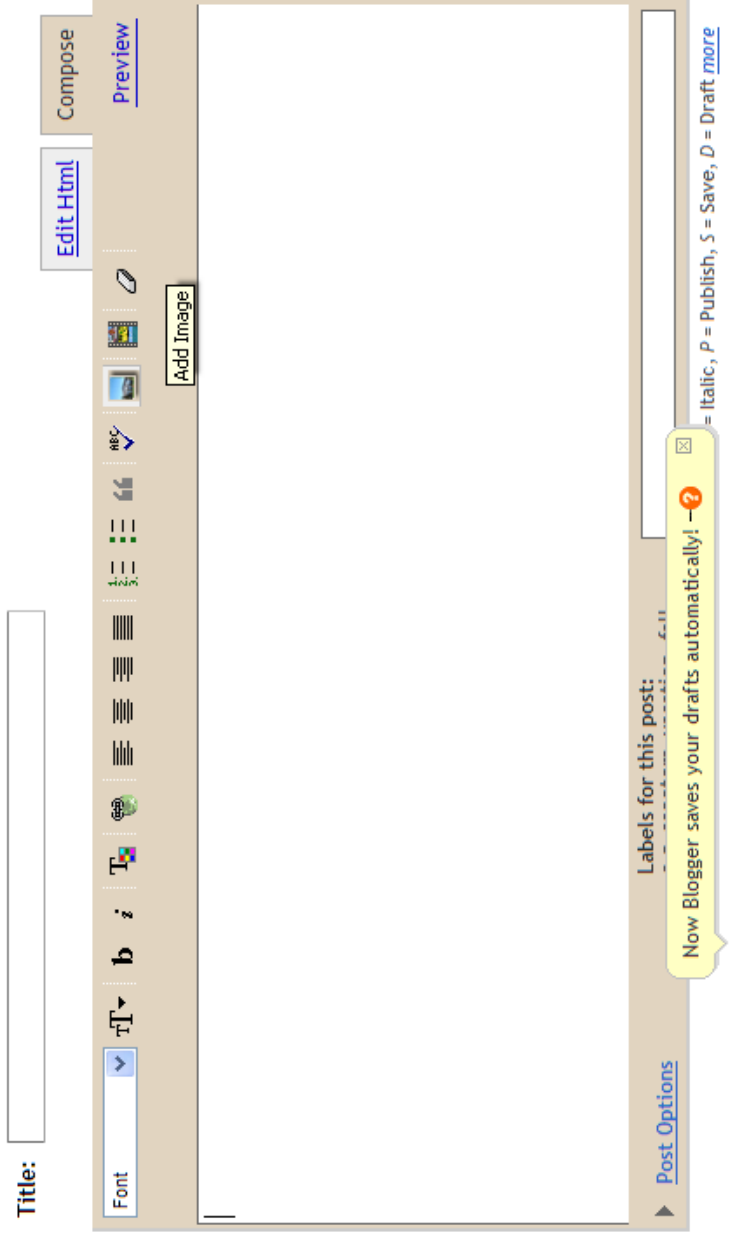 Title:
Edit Html
Compose
Font
b
i
ABC
Preview
Add Image
Post Options
Labels for this post:
Now Blogger saves your drafts automatically!
= Italic, P = Publish, S = Save, D = Draft more